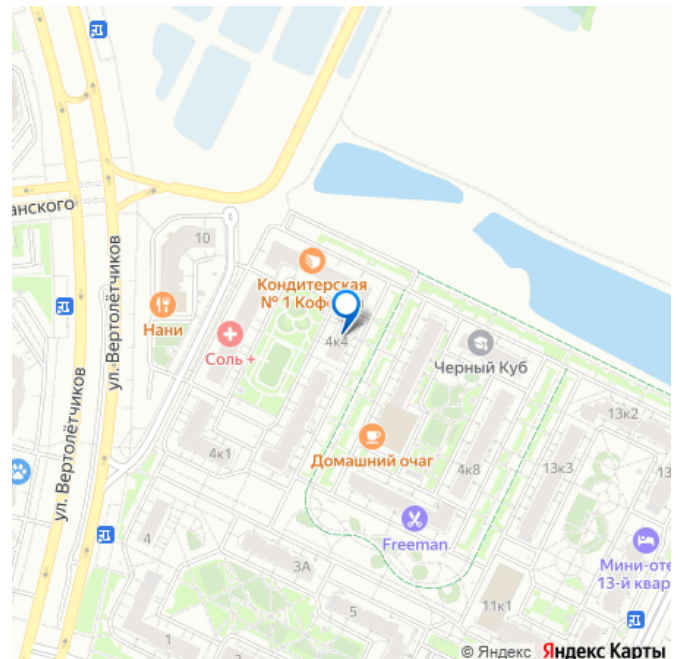 анского
ул. Вертолётчиков
ул. Вертолётчиков
10
Кондитерская
№ 1 Коф
Нани
Соль +
4к4
Черный Куб
Домашний очаг
4к1
4к8
13к2
13к3
13
4
Freeman
Мини-оте
13-й квар
3А
11к1
5
1
© Яндекс Яндекс Карты